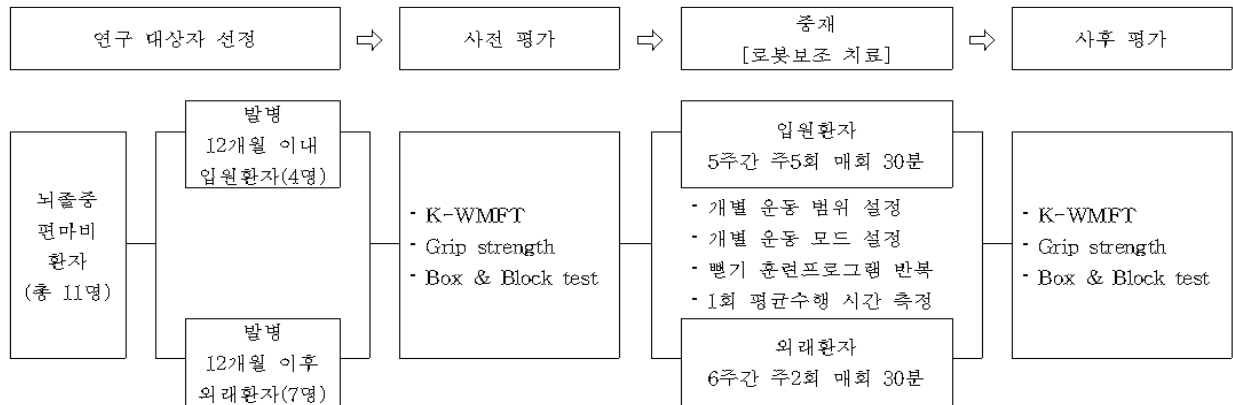 연구 대상자 선정
⇨
사전 평가
⇨
중재
[로봇보조 치료]
⇨
사후 평가
뇌졸중
편마비
환자
(총 11명)
발병
12개월 이내
입원환자(4명)
발병
12개월 이후
외래환자(7명)
- K-WMFT
- Grip strength
- Box & Block test
입원환자
5주간 주5회 매회 30분
- 개별 운동 범위 설정
- 개별 운동 모드 설정
- 뻗기 훈련프로그램 반복
- 1회 평균수행 시간 측정
외래환자
6주간 주2회 매회 30분
- K-WMFT
- Grip strength
- Box & Block test